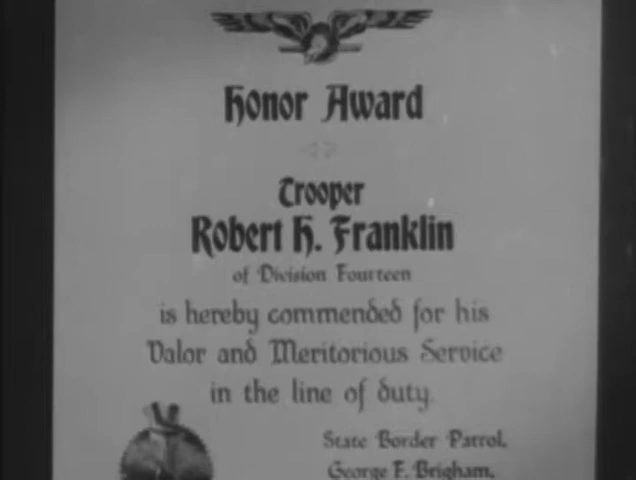 Honor Award
Trooper
Robert H. Franklin
of Division Fourteen
is hereby commended for his
Valor and Meritorious Service
in the line of duty.
State Border Patrol,
George F. Brigham,